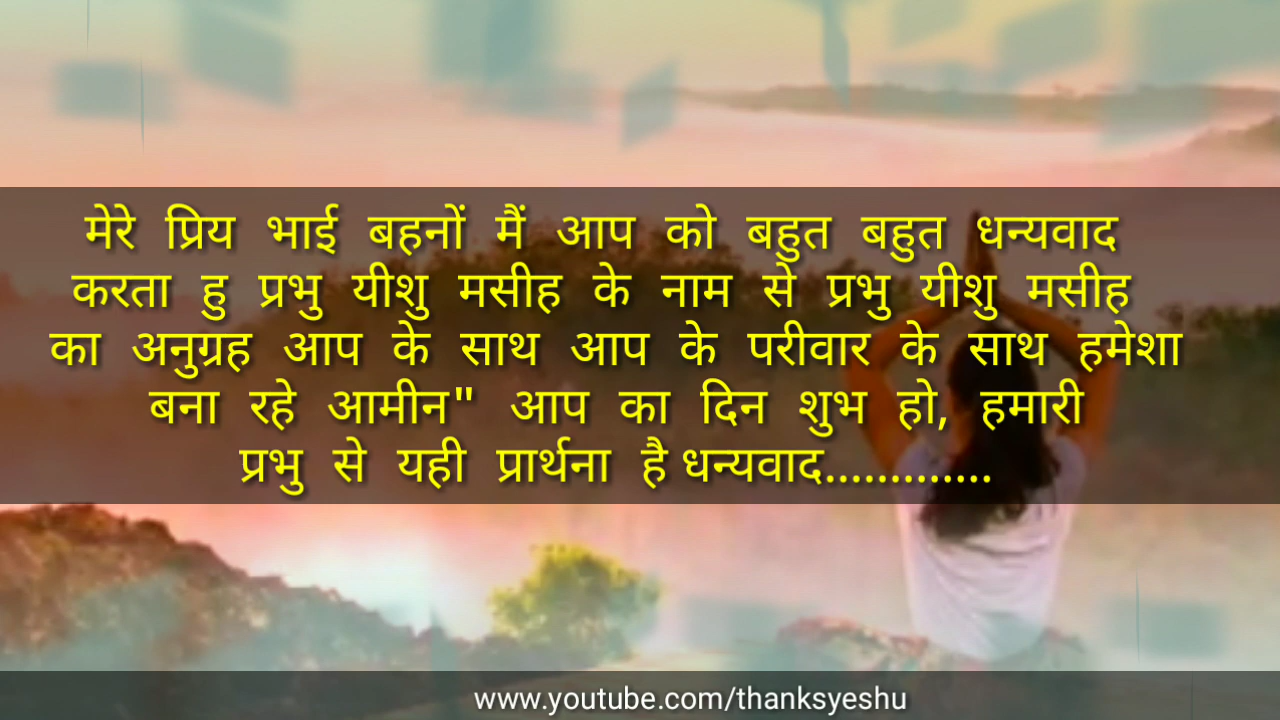 मेरे प्रिय भाई बहनों मैं आप को बहुत बहुत धन्यवाद
करता हु प्रभु यीशु मसीह के नाम से प्रभु यीशु मसीह
का अनुग्रह आप के साथ आप के परीवार के साथ हमेशा
बना रहे आमीन" आप का दिन शुभ हो, हमारी
प्रभु से यही प्रार्थना है धन्यवाद.............
www.youtube.com/thanksyeshu